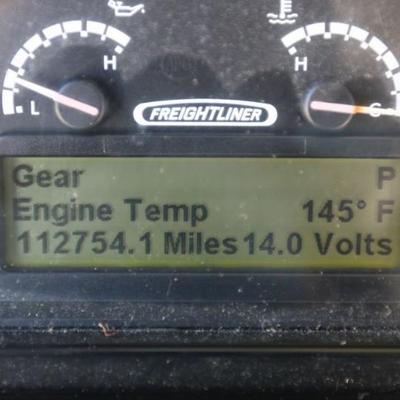 H
H
L
C
FREIGHTLINER
Gear P
Engine Temp 145° F
112754.1 Miles 14.0 Volts